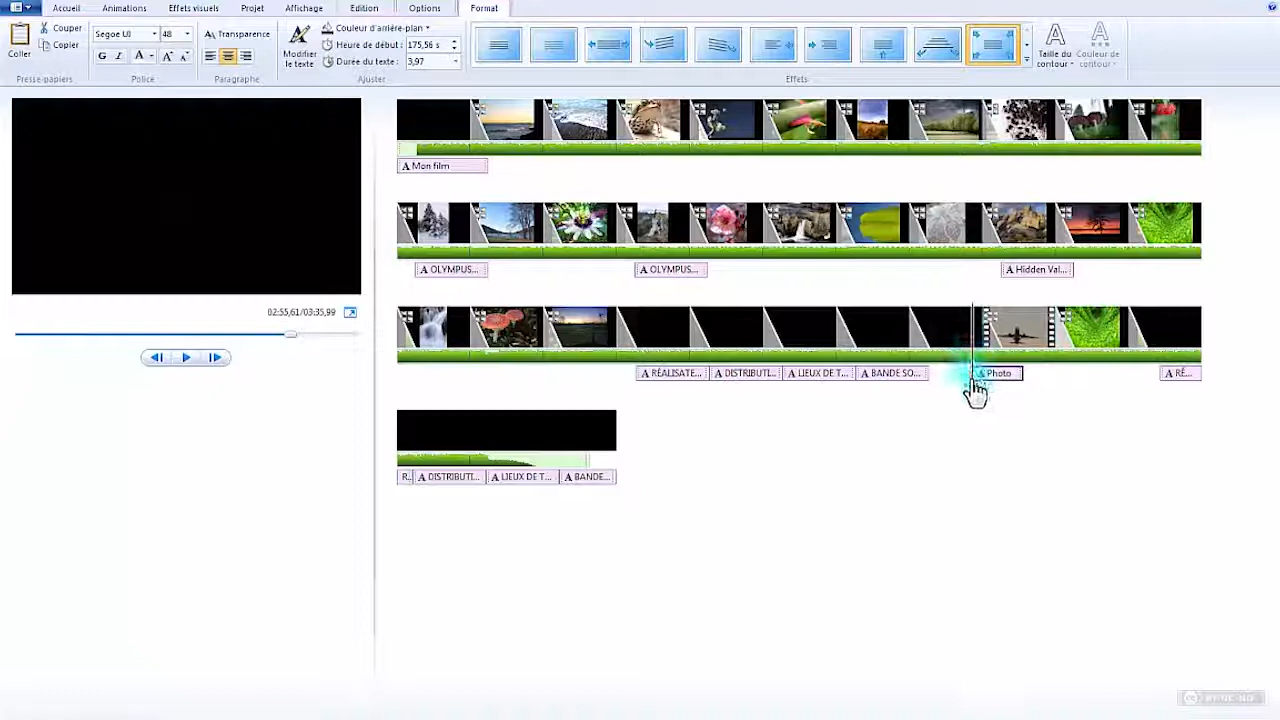 Accueil Animations Effets visuels Projet Affichage Edition Options Format
Coller
Couper
Copier
Presse-papiers
Segoe UI 48 Transparence
G I A A A
Police
Paragraphe
Modifier le texte
Couleur d'arrière-plan
Heure de début : 175,56 s
Durée du texte : 3,97
Ajuster
Effets
Taille du contour
Couleur de contour
02:55,61/03:35,99
A Mon film
A OLYMPUS... A OLYMPUS... A Hidden Val...
A RÉALISATE... A DISTRIBUTI... A LIEUX DE T... A BANDE SO... Photo A RÉ...
R... A DISTRIBUTI... A LIEUX DE T... A BANDE...